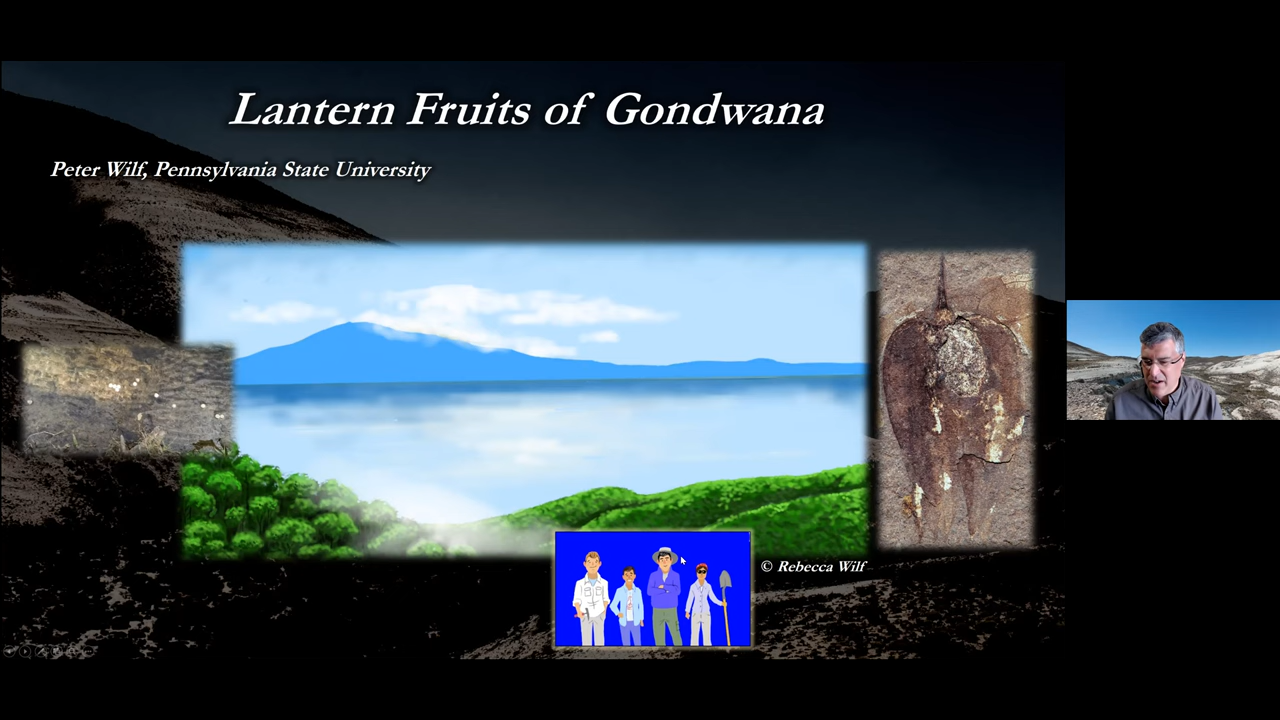 Lantern Fruits of Gondwana
Peter Wilf, Pennsylvania State University
© Rebecca Wilf